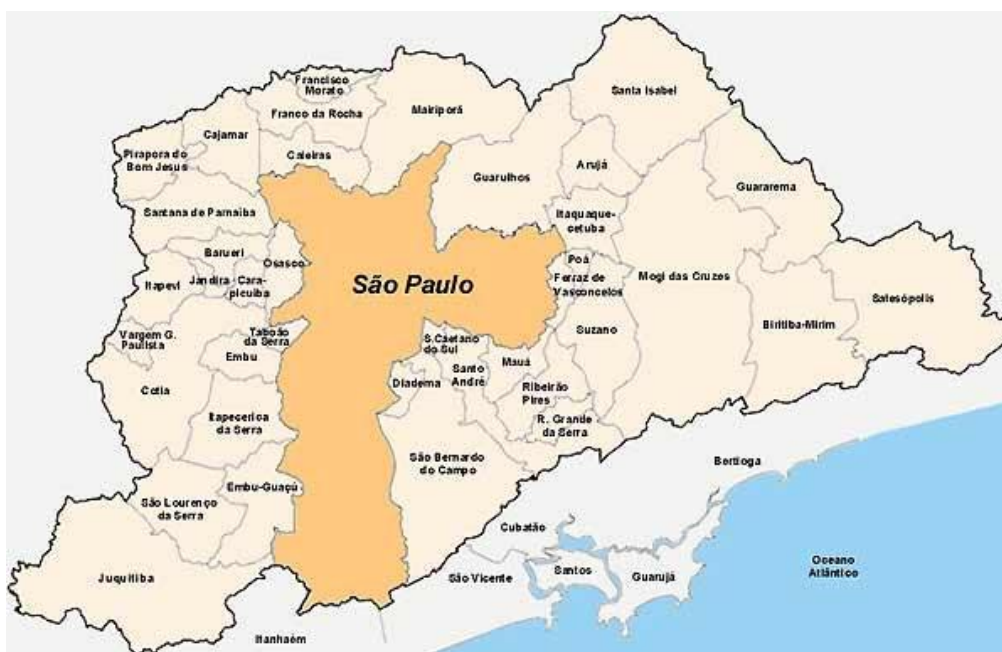 Francisco
Morato
Franco da Rocha
Mairiporã
Santa Isabel
Cajamar
Caieiras
Pirapora do
Bom Jesus
Guarulhos
Arujá
Guararema
Santana de Parnaíba
Itaquaque-
cetuba
Barueri
Osasco
Poá
Itapevi
Jandira
Cara-
picuíba
São Paulo
Ferraz de
Vasconcelos
Mogi das Cruzes
Salesópolis
Vargem G.
Paulista
Taboão
da Serra
Embu
S.Caetano
do Sul
Suzano
Biritiba-Mirim
Cotia
Diadema
Santo
André
Mauá
Ribeirão
Pires
Itapecerica
da Serra
R. Grande
da Serra
São Bernardo
do Campo
Bertioga
São Lourenço
da Serra
Embu-Guaçú
Cubatão
Juquitiba
São Vicente
Santos
Guarujá
Oceano
Atlântico
Itanhaém